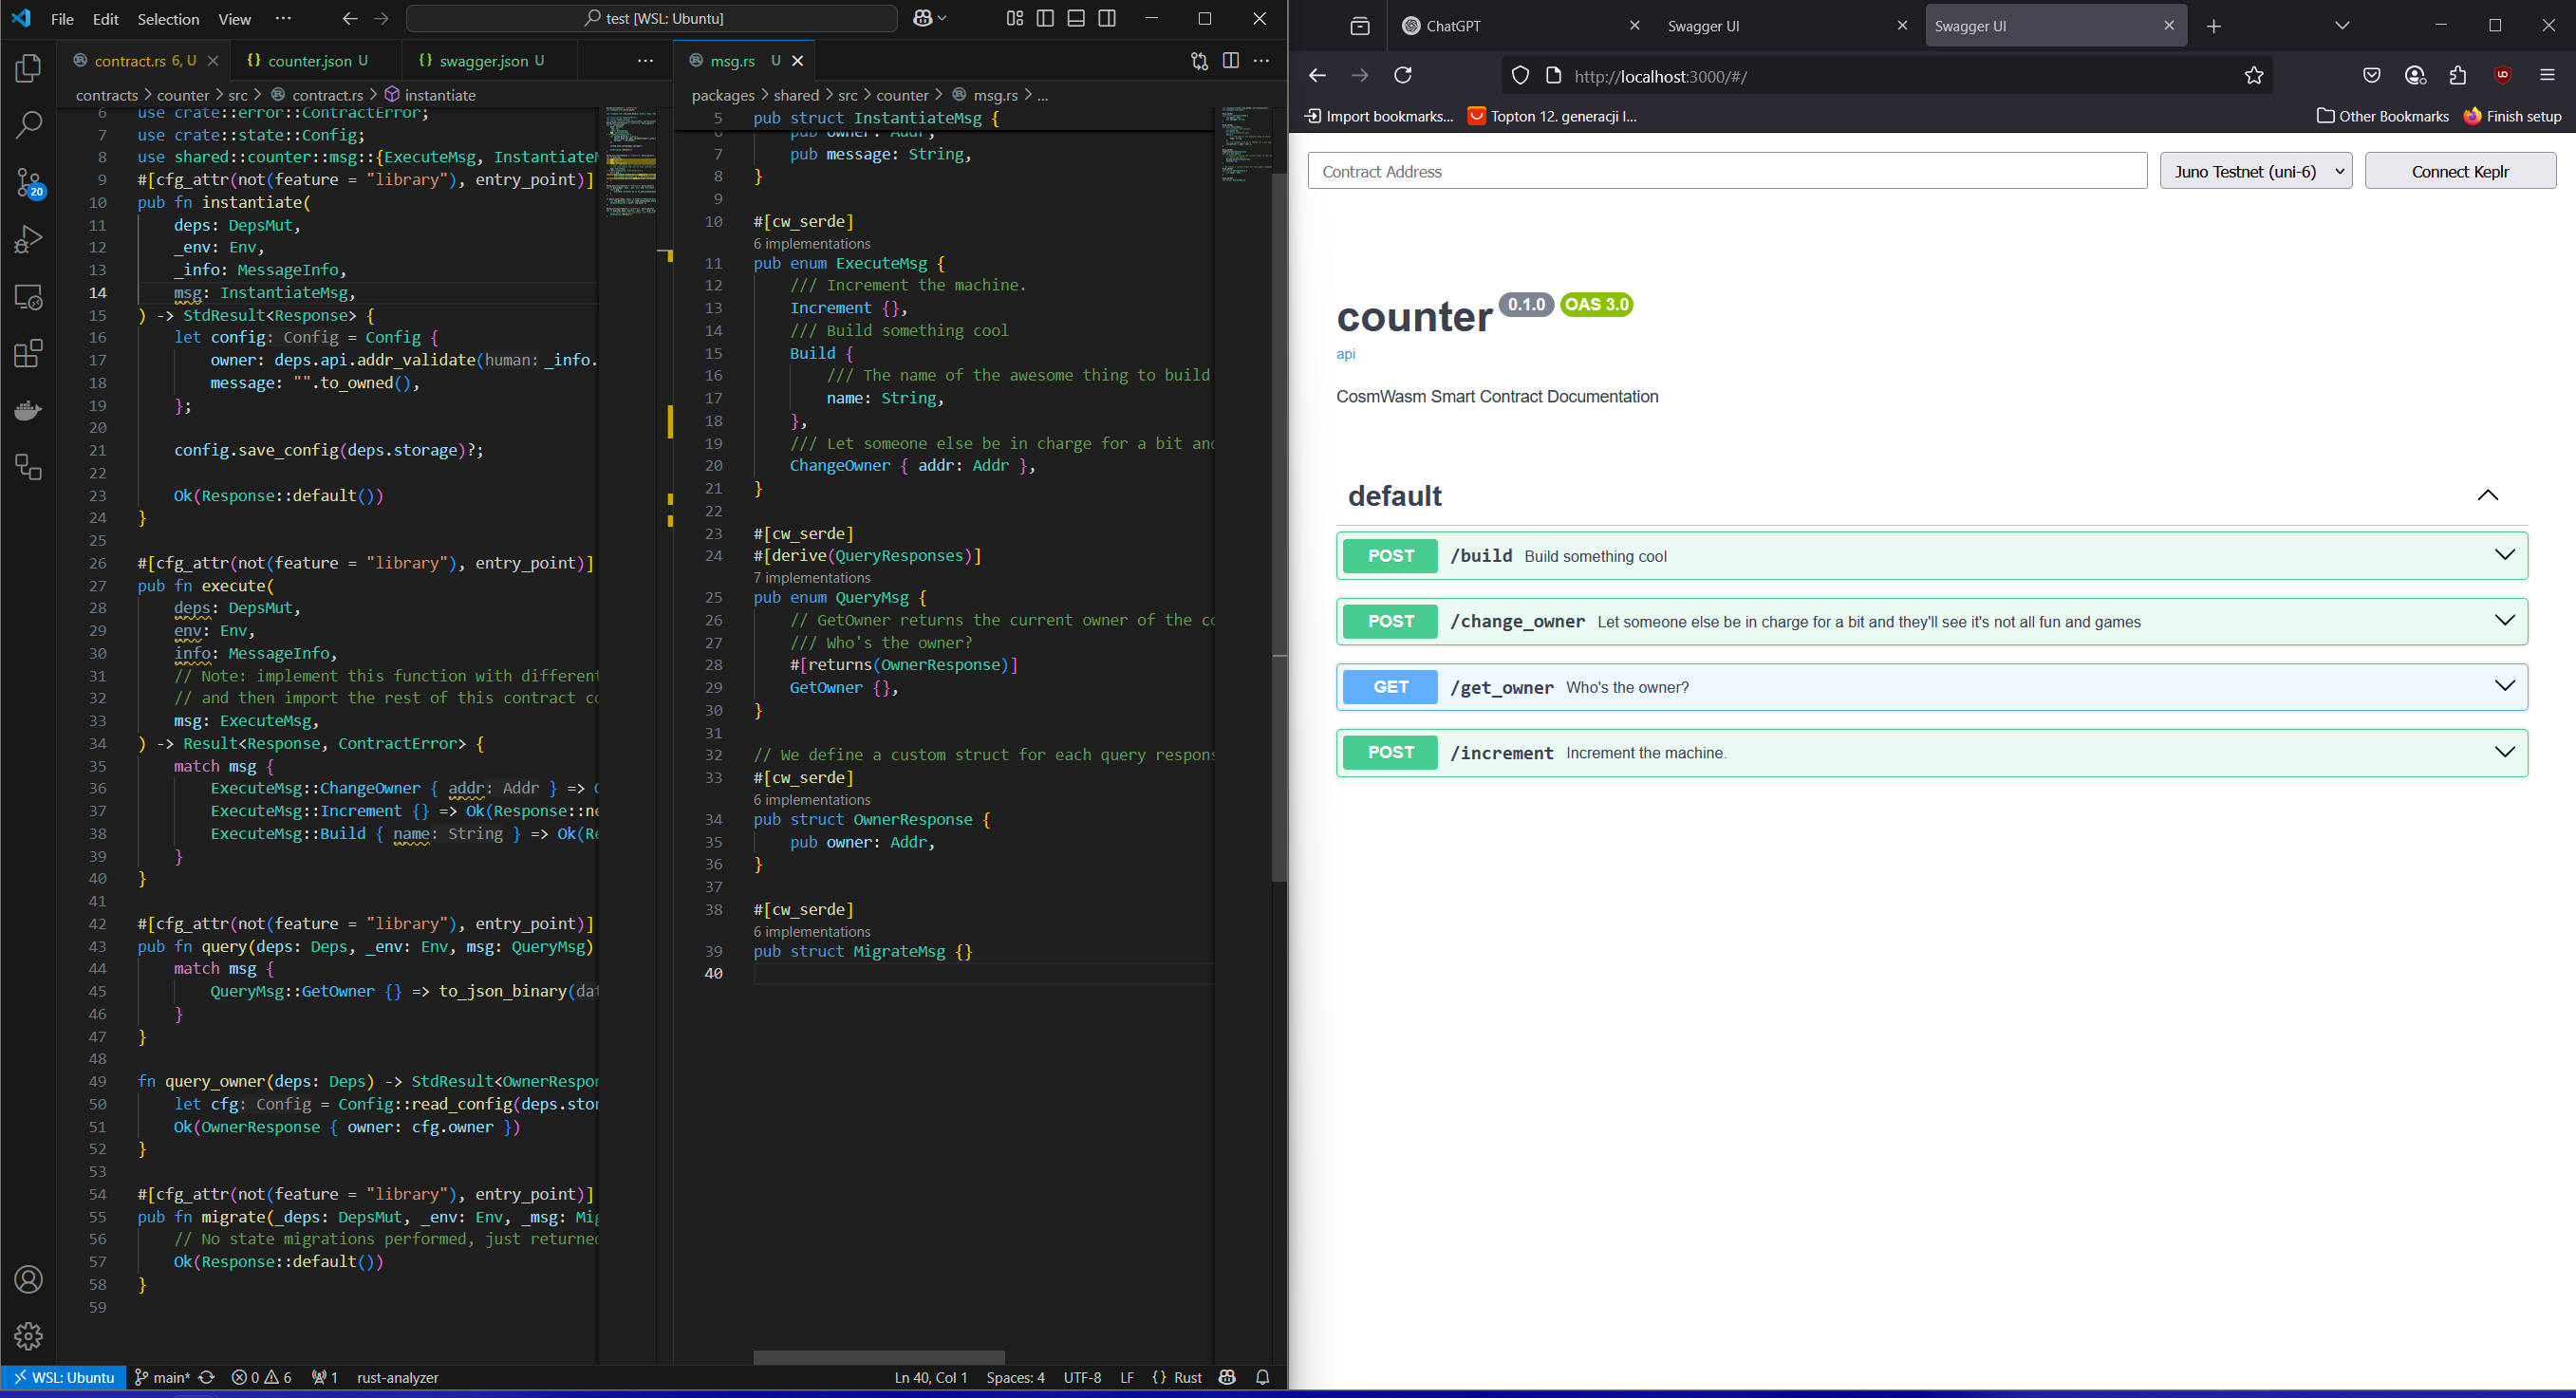 File Edit Selection View ··· test [WSL: Ubuntu]
contract.rs 6, U counter.json U swagger.json U ···
contracts > counter > src > contract.rs > instantiate
6 use crate::error::ContractError;
7 use crate::state::Config;
8 use shared::counter::msg::{ExecuteMsg, InstantiateM
9 #[cfg_attr(not(feature = "library"), entry_point)]
10 pub fn instantiate(
11 deps: DepsMut,
12 _env: Env,
13 _info: MessageInfo,
14 msg: InstantiateMsg,
15 ) -> StdResult<Response> {
16 let config: Config = Config {
17 owner: deps.api.addr_validate(human: _info.
18 message: "".to_owned(),
19 };
20
21 config.save_config(deps.storage)?;
22
23 Ok(Response::default())
24 }
25
26 #[cfg_attr(not(feature = "library"), entry_point)]
27 pub fn execute(
28 deps: DepsMut,
29 env: Env,
30 info: MessageInfo,
31 // Note: implement this function with different
32 // and then import the rest of this contract co
33 msg: ExecuteMsg,
34 ) -> Result<Response, ContractError> {
35 match msg {
36 ExecuteMsg::ChangeOwner { addr: Addr } =>
37 ExecuteMsg::Increment {} => Ok(Response::ne
38 ExecuteMsg::Build { name: String } => Ok(Re
39 }
40 }
41
42 #[cfg_attr(not(feature = "library"), entry_point)]
43 pub fn query(deps: Deps, _env: Env, msg: QueryMsg)
44 match msg {
45 QueryMsg::GetOwner {} => to_json_binary(dat
46 }
47 }
48
49 fn query_owner(deps: Deps) -> StdResult<OwnerRespon
50 let cfg: Config = Config::read_config(deps.stor
51 Ok(OwnerResponse { owner: cfg.owner })
52 }
53
54 #[cfg_attr(not(feature = "library"), entry_point)]
55 pub fn migrate(_deps: DepsMut, _env: Env, _msg: Mig
56 // No state migrations performed, just returned
57 Ok(Response::default())
58 }
59
msg.rs U
packages > shared > src > counter > msg.rs > ...
5 pub struct InstantiateMsg {
6 pub owner: Addr,
7 pub message: String,
8 }
9
10 #[cw_serde]
6 implementations
11 pub enum ExecuteMsg {
12 /// Increment the machine.
13 Increment {},
14 /// Build something cool
15 Build {
16 /// The name of the awesome thing to build
17 name: String,
18 },
19 /// Let someone else be in charge for a bit and
20 ChangeOwner { addr: Addr },
21 }
22
23 #[cw_serde]
24 #[derive(QueryResponses)]
7 implementations
25 pub enum QueryMsg {
26 // GetOwner returns the current owner of the co
27 /// Who's the owner?
28 #[returns(OwnerResponse)]
29 GetOwner {},
30 }
31
32 // We define a custom struct for each query respons
33 #[cw_serde]
6 implementations
34 pub struct OwnerResponse {
35 pub owner: Addr,
36 }
37
38 #[cw_serde]
6 implementations
39 pub struct MigrateMsg {}
40
20
WSL: Ubuntu main* 0 6 1 rust-analyzer Ln 40, Col 1 Spaces: 4 UTF-8 LF {} Rust
ChatGPT Swagger UI Swagger UI
http://localhost:3000/#/
Import bookmarks... Topton 12. generacji I... Other Bookmarks Finish setup
Contract Address Juno Testnet (uni-6) Connect Keplr
counter 0.1.0 OAS 3.0
api
CosmWasm Smart Contract Documentation
default
POST /build Build something cool
POST /change_owner Let someone else be in charge for a bit and they'll see it's not all fun and games
GET /get_owner Who's the owner?
POST /increment Increment the machine.